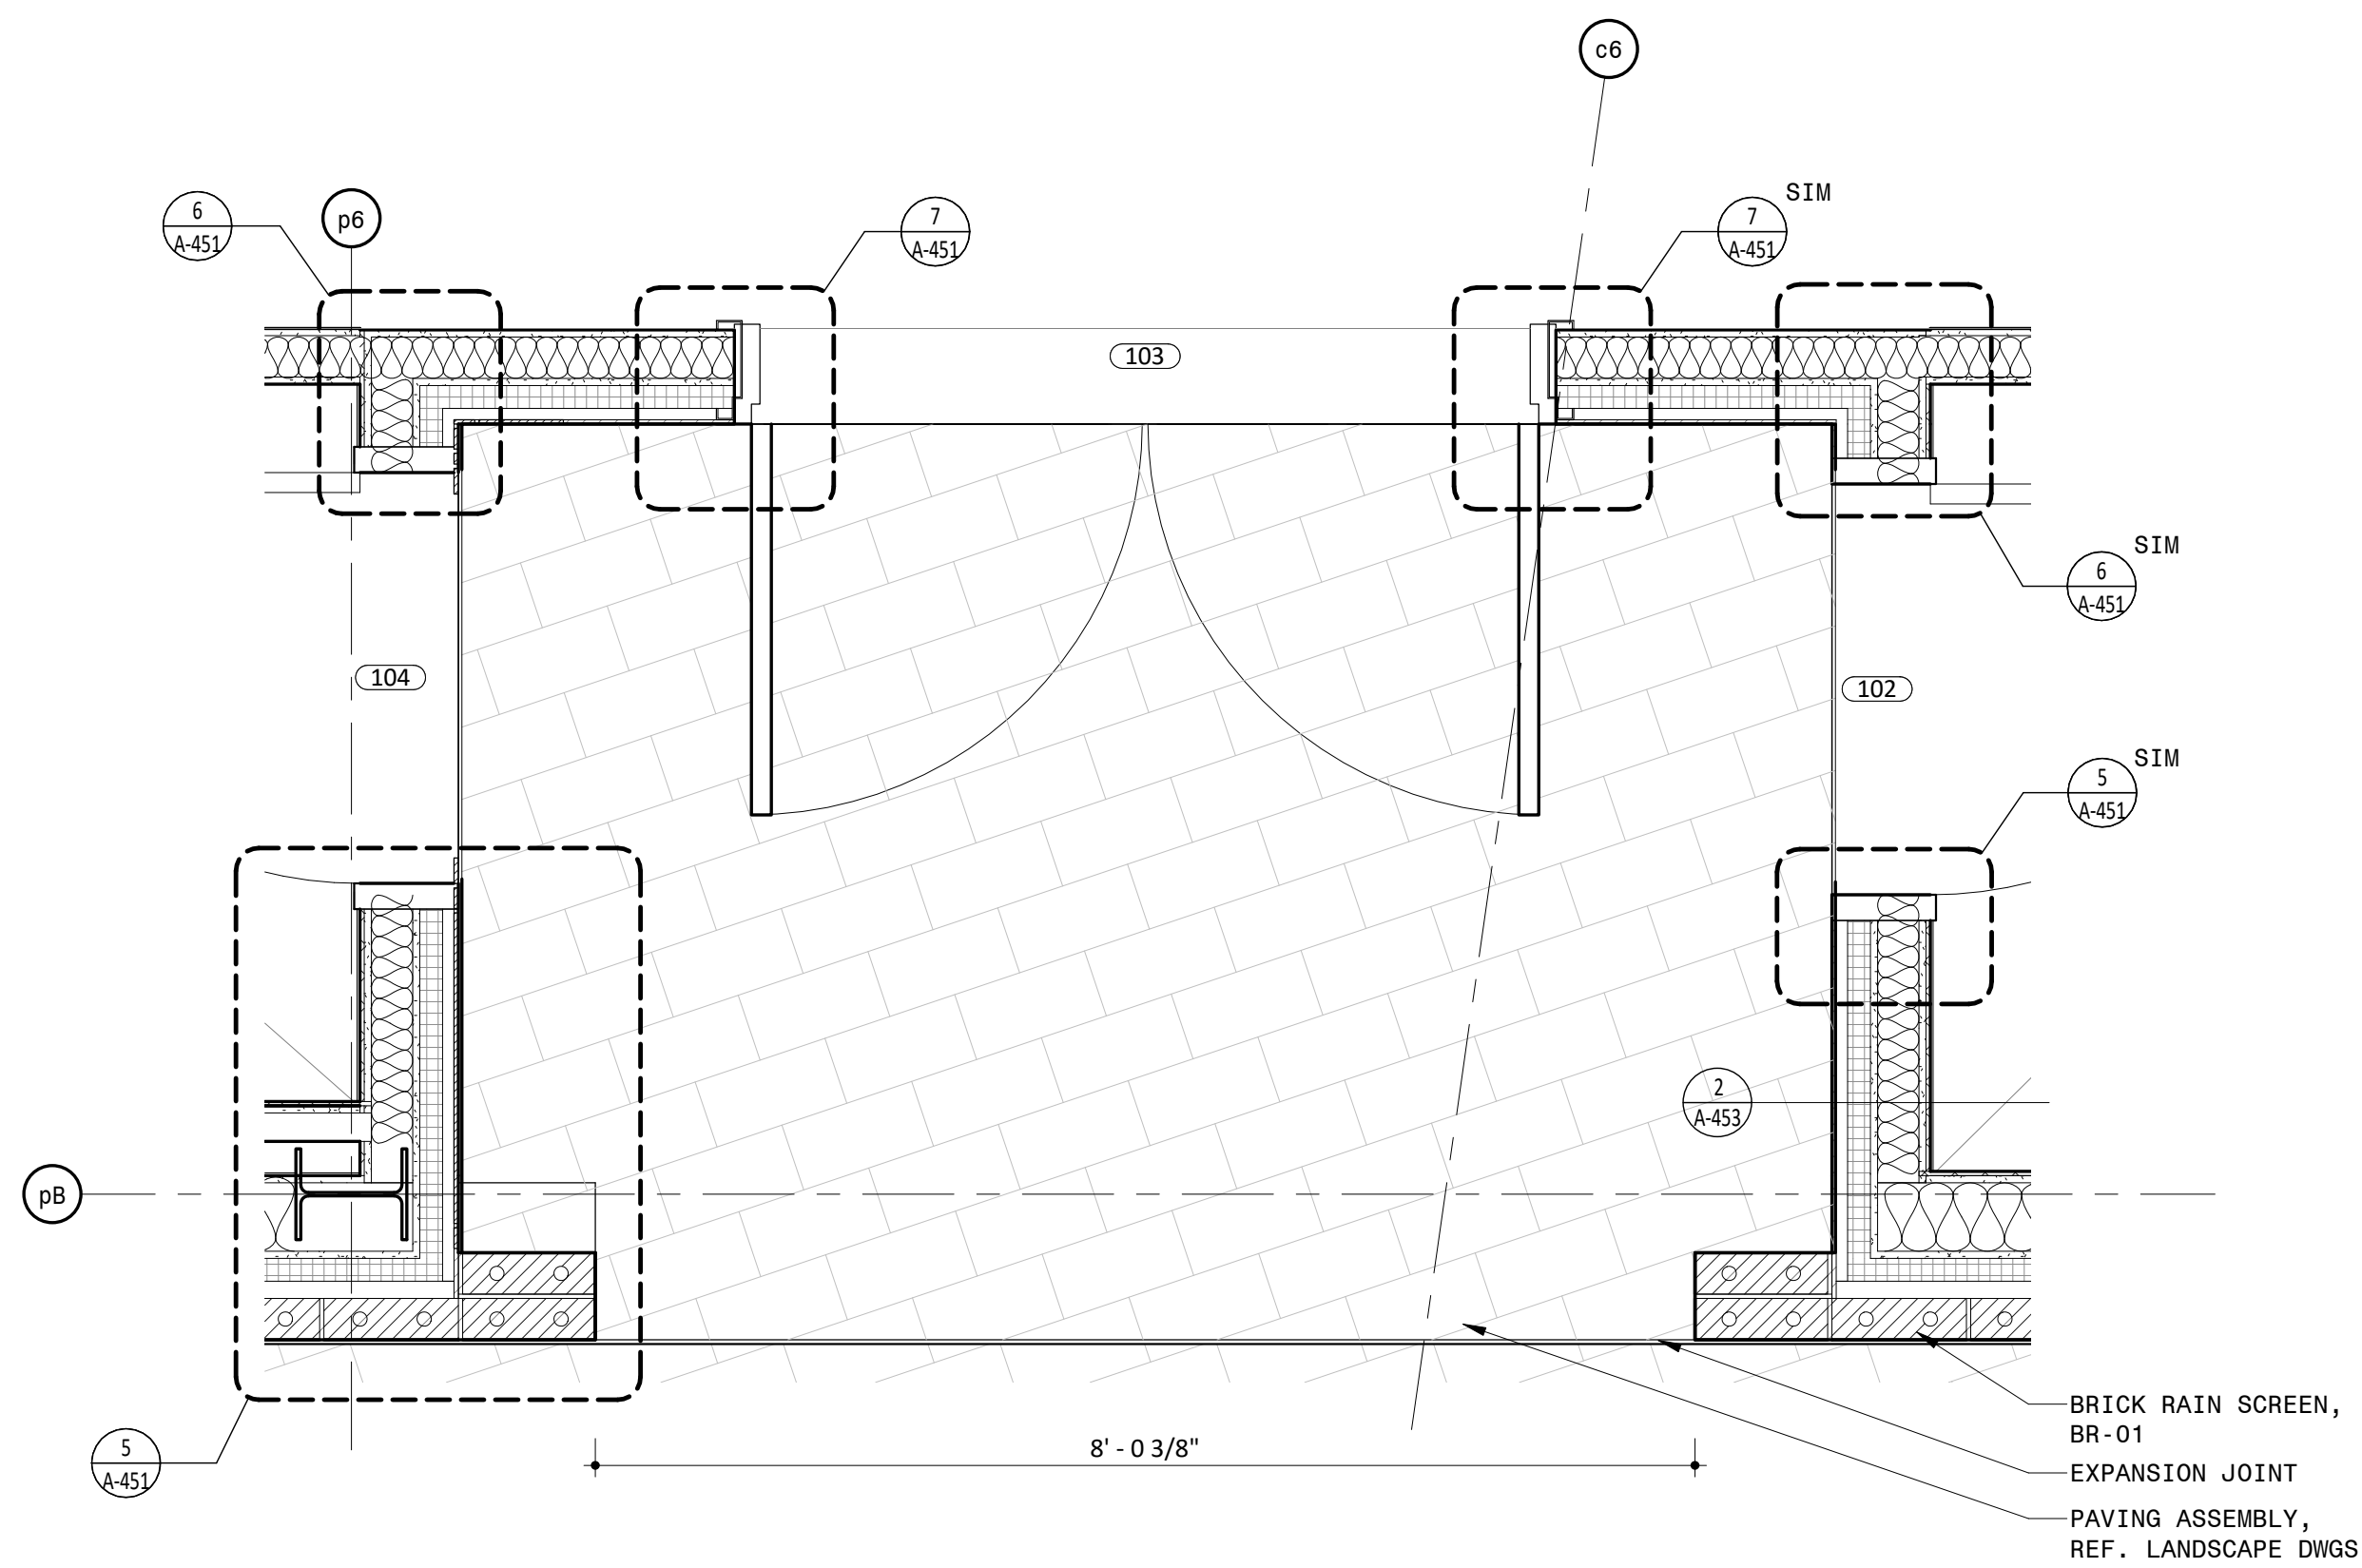 c6
SIM
6
A-451
p6
7
A-451
7
A-451
103
SIM
6
A-451
104
102
SIM
5
A-451
2
A-453
pB
BRICK RAIN SCREEN,
BR-01
8' - 0 3/8"
5
A-451
EXPANSION JOINT
PAVING ASSEMBLY,
REF. LANDSCAPE DWGS